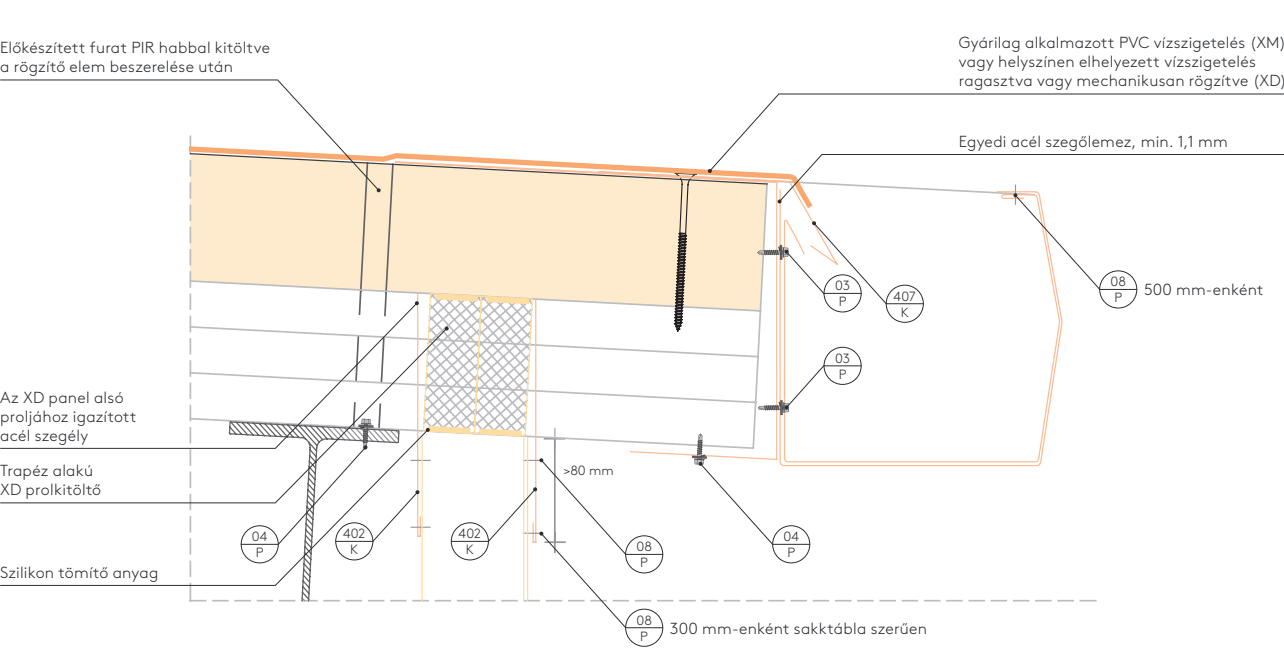 Előkészített furat PIR habbal kitöltve
a rögzítő elem beszerelése után
Gyárilag alkalmazott PVC vízszigetelés (XM)
vagy helyszínen elhelyezett vízszigetelés
ragasztva vagy mechanikusan rögzítve (XD)
Egyedi acél szegőlemez, min. 1,1 mm
03
P
407
K
08
P
500 mm-enként
03
P
Az XD panel alsó
proljához igazított
acél szegély
Trapéz alakú
XD prolkitöltő
>80 mm
04
P
402
K
402
K
08
P
04
P
Szilikon tömítő anyag
08
P
300 mm-enként sakktábla szerűen